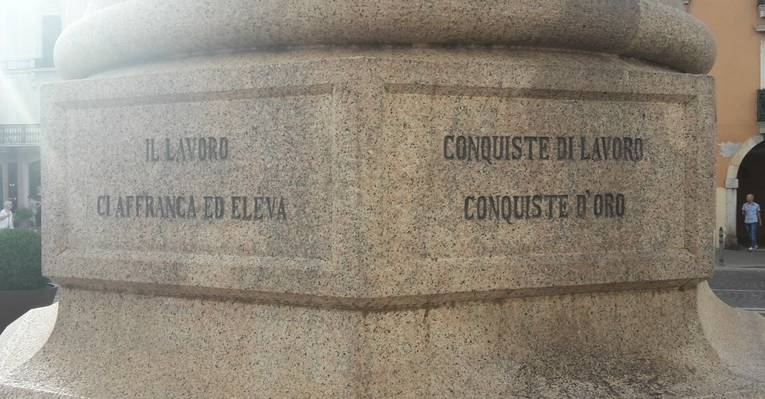 IL LAVORO
CI AFFRANCA ED ELEVA
CONQUISTE DI LAVORO
CONQUISTE D'ORO